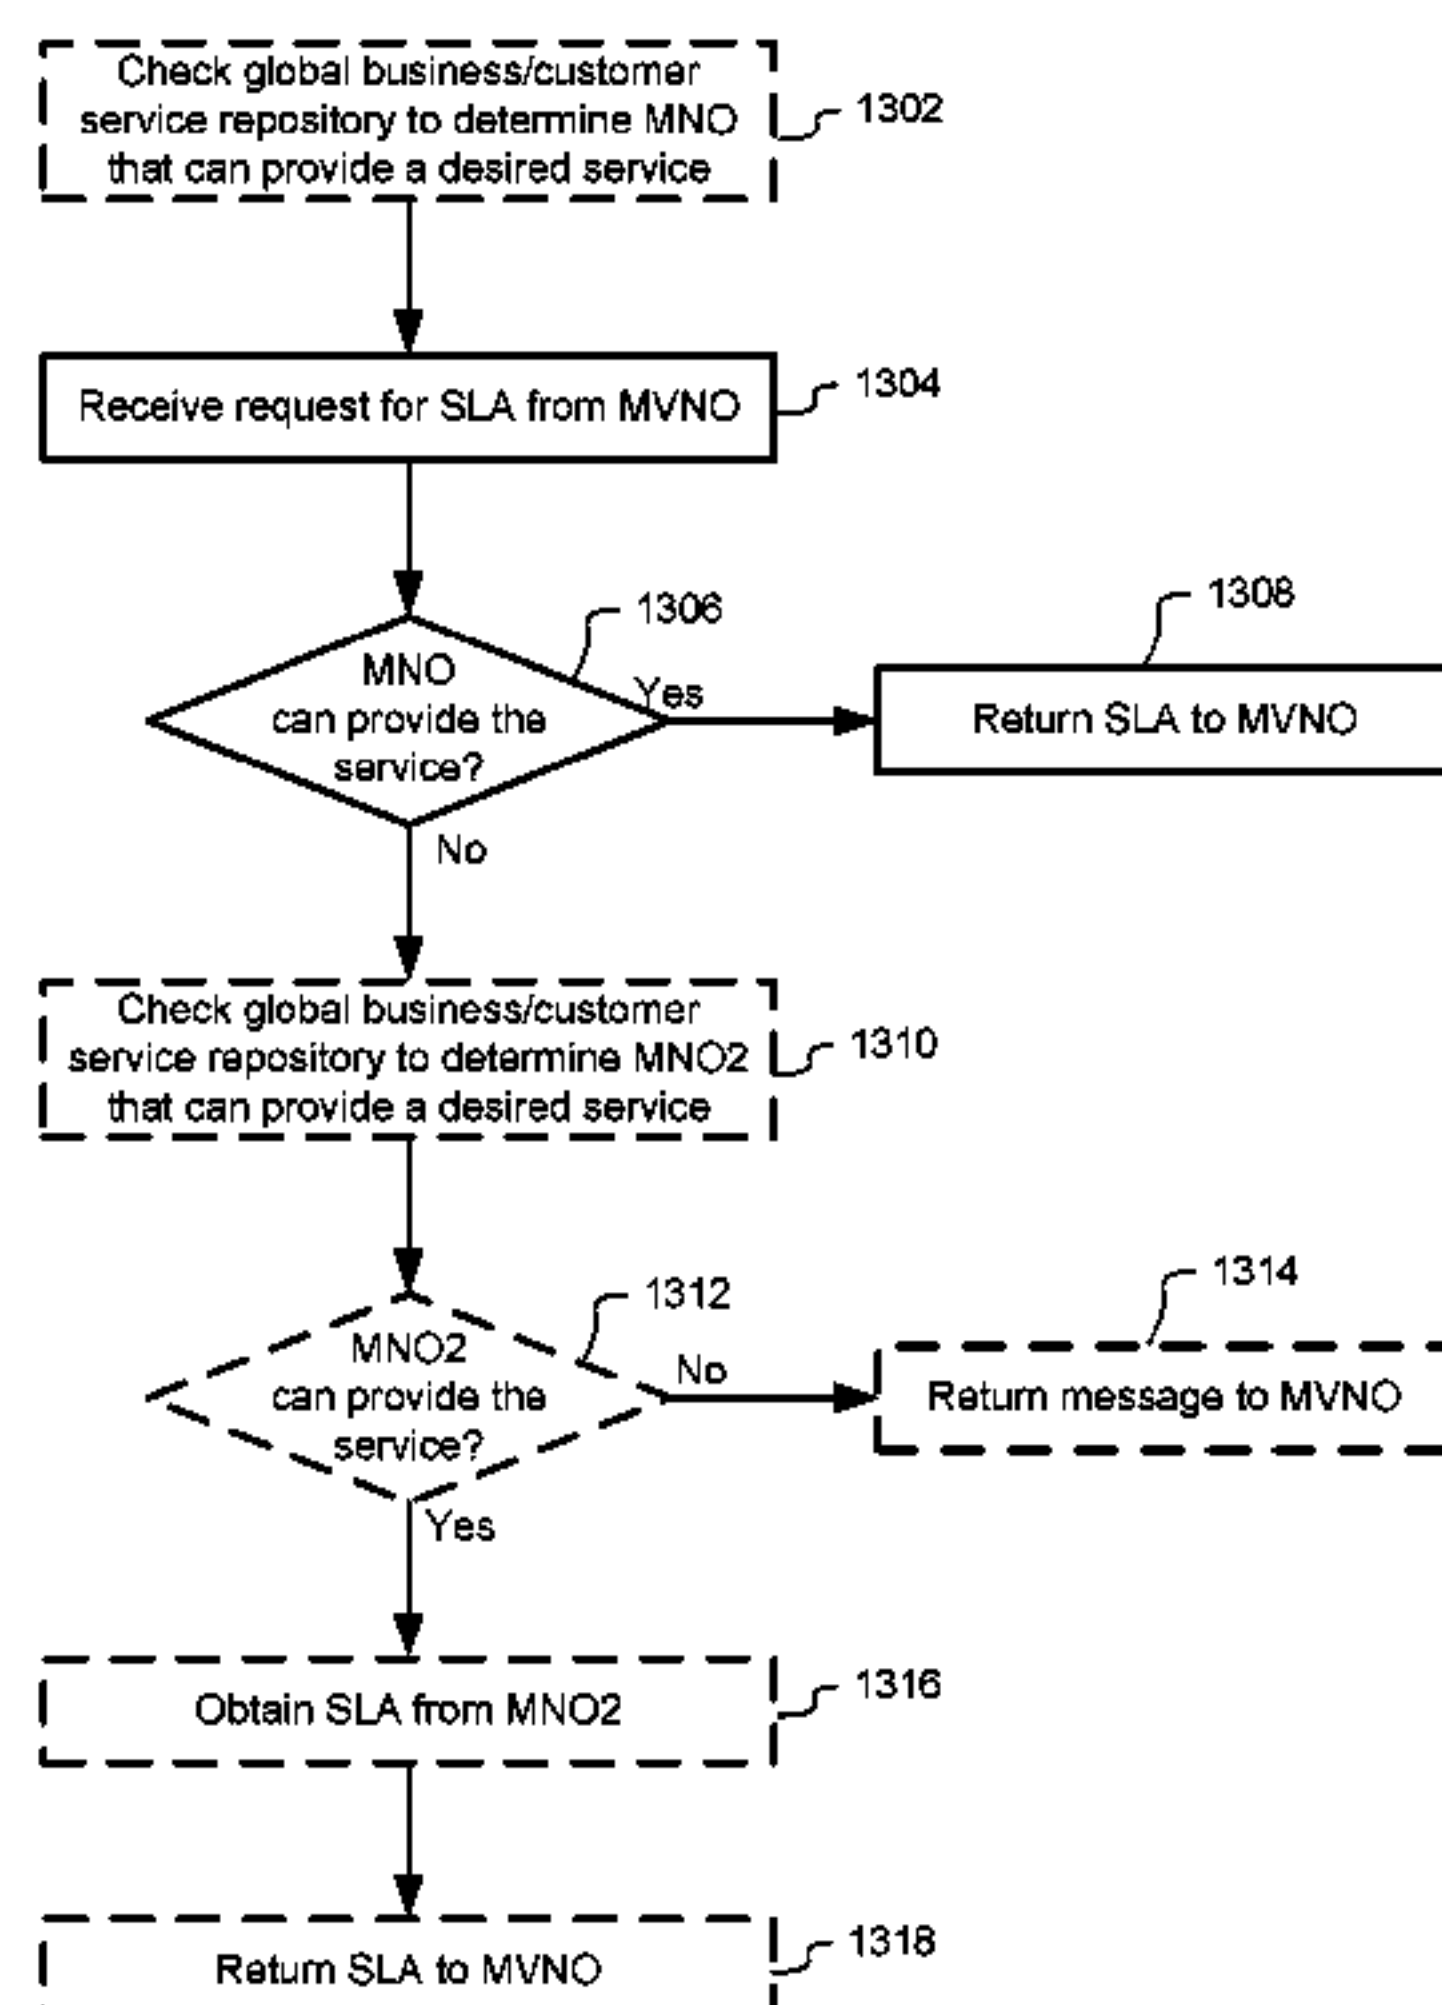 Check global business/customer
service repository to determine MNO
that can provide a desired service
1302
Receive request for SLA from MVNO
1304
MNO
can provide the
service?
1306
Yes
1308
Return SLA to MVNO
No
Check global business/customer
service repository to determine MNO2
that can provide a desired service
1310
MNO2
can provide the
service?
1312
No
1314
Return message to MVNO
Yes
Obtain SLA from MNO2
1316
Return SLA to MVNO
1318